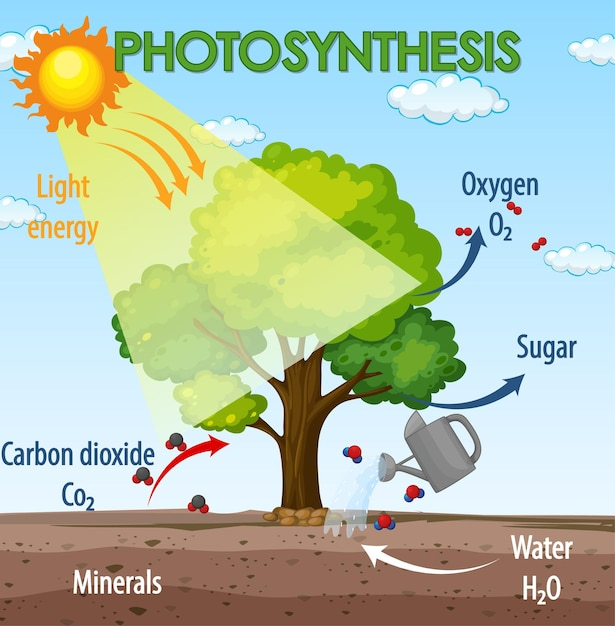 PHOTOSYNTHESIS
Light
energy
Oxygen
O₂
Sugar
Carbon dioxide
Co₂
Water
H₂O
Minerals